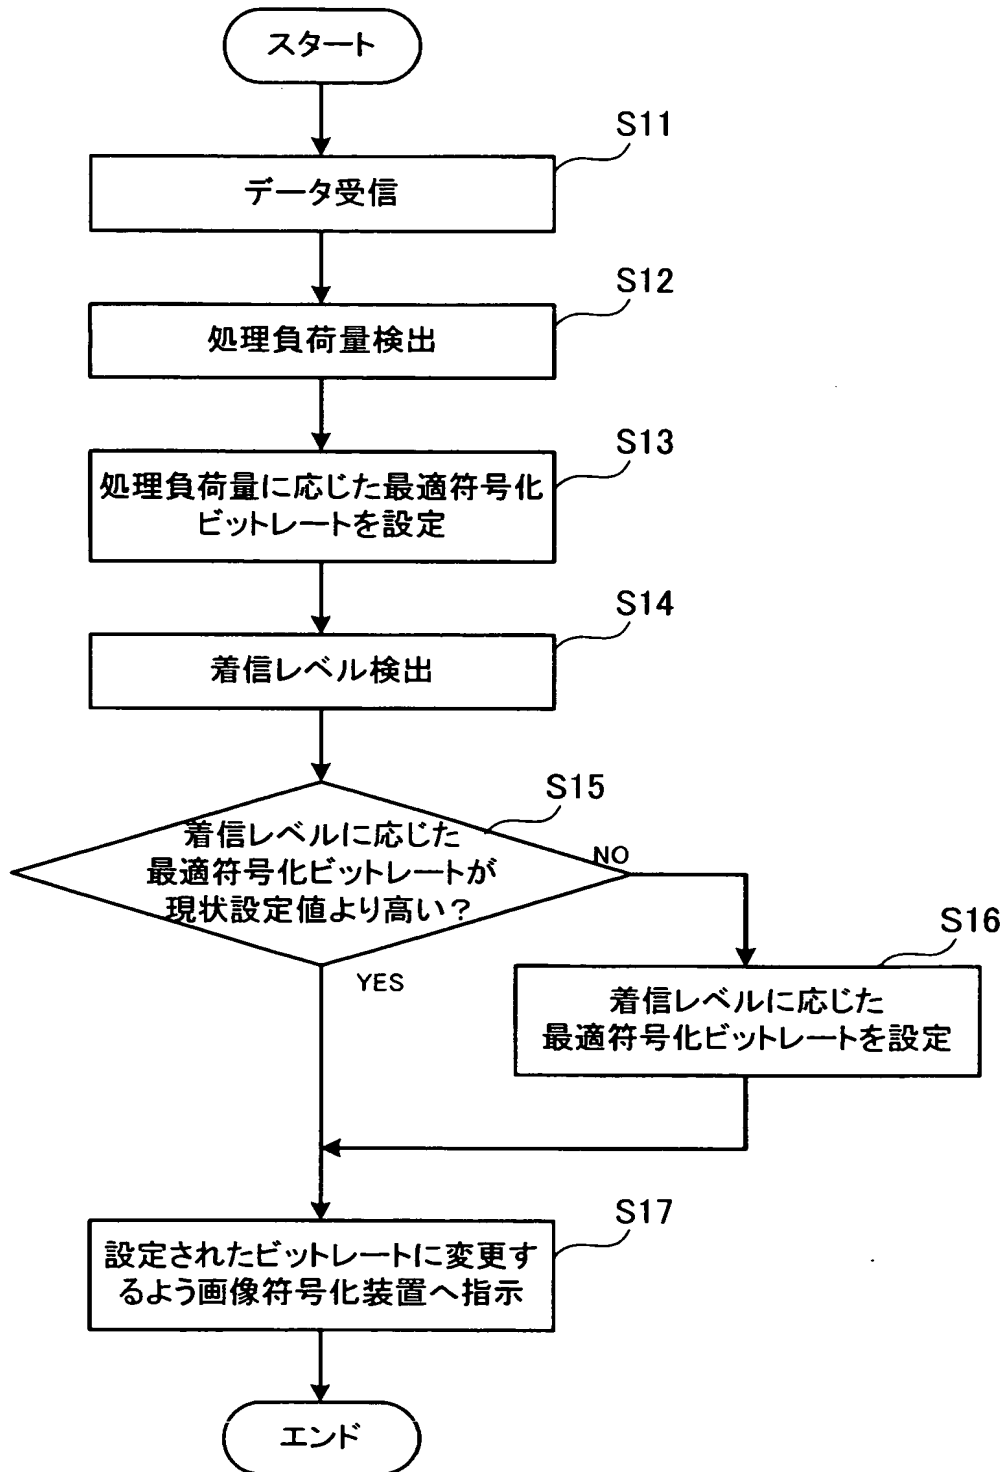 スタート
S11
データ受信
S12
処理負荷量検出
S13
処理負荷量に応じた最適符号化
ビットレートを設定
S14
着信レベル検出
S15
着信レベルに応じた
最適符号化ビットレートが
現状設定値より高い?
NO
YES
S16
着信レベルに応じた
最適符号化ビットレートを設定
S17
設定されたビットレートに変更す
るよう画像符号化装置へ指示
エンド